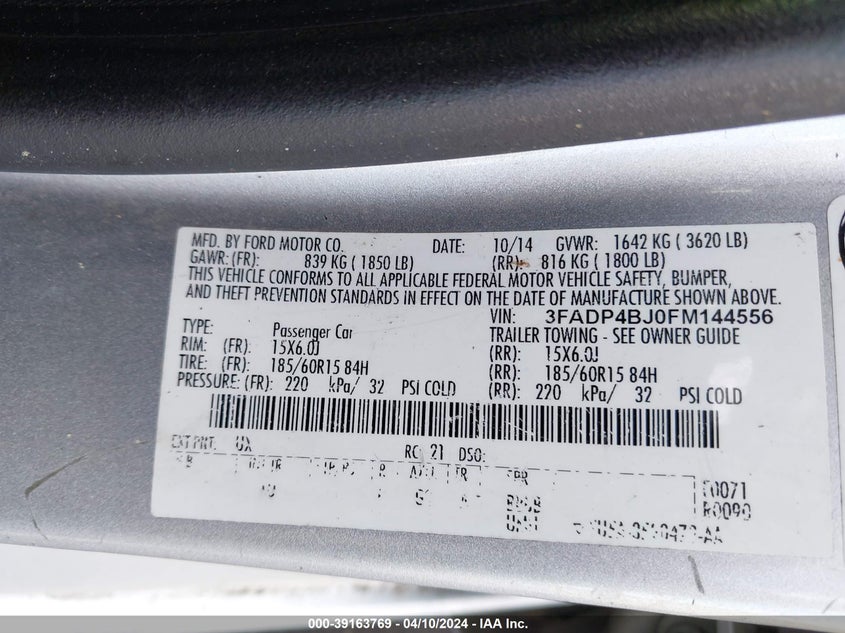 MFD. BY FORD MOTOR CO. DATE: 10/14 GVWR: 1642 KG ( 3620 LB)
GAWR: (FR): 839 KG ( 1850 LB) (RR): 816 KG ( 1800 LB)
THIS VEHICLE CONFORMS TO ALL APPLICABLE FEDERAL MOTOR VEHICLE SAFETY, BUMPER,
AND THEFT PREVENTION STANDARDS IN EFFECT ON THE DATE OF MANUFACTURE SHOWN ABOVE.
VIN: 3FADP4BJ0FM144556
TYPE: Passenger Car TRAILER TOWING - SEE OWNER GUIDE
RIM: (FR): 15X6.0J (RR): 15X6.0J
TIRE: (FR): 185/60R15 84H (RR): 185/60R15 84H
PRESSURE: (FR): 220 kPa/ 32 PSI COLD (RR): 220 kPa/ 32 PSI COLD
EXT PNT: UX RC: 21 DSO:
F0071
R0090
000-39163769 - 04/10/2024 - IAA Inc.